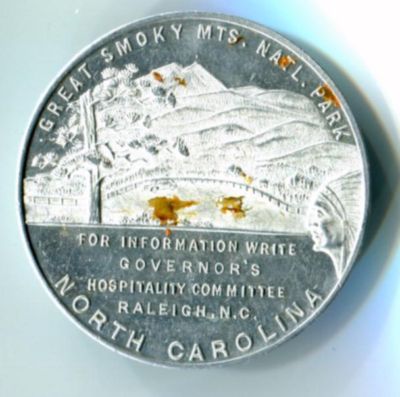 GREAT SMOKY MTS. NAT'L. PARK
FOR INFORMATION WRITE
GOVERNOR'S
HOSPITALITY COMMITTEE
RALEIGH, N.C.
NORTH CAROLINA